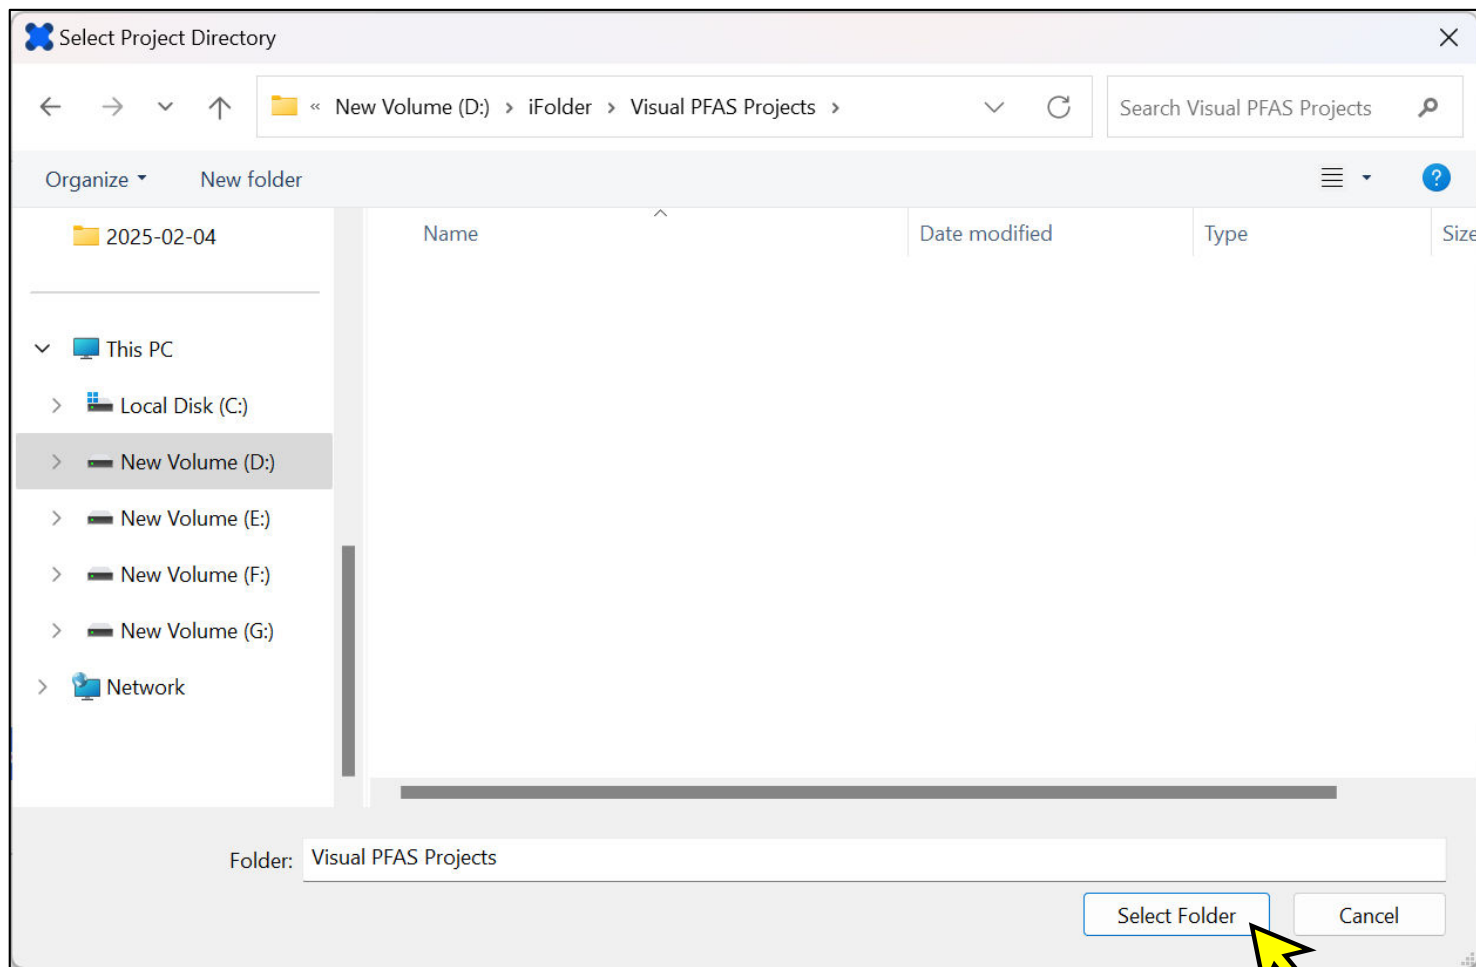 Select Project Directory
« New Volume (D:) > iFolder > Visual PFAS Projects >
Search Visual PFAS Projects
Organize
New folder
?
2025-02-04
Name
Date modified
Type
Size
This PC
Local Disk (C:)
New Volume (D:)
New Volume (E:)
New Volume (F:)
New Volume (G:)
Network
Folder: Visual PFAS Projects
Select Folder
Cancel